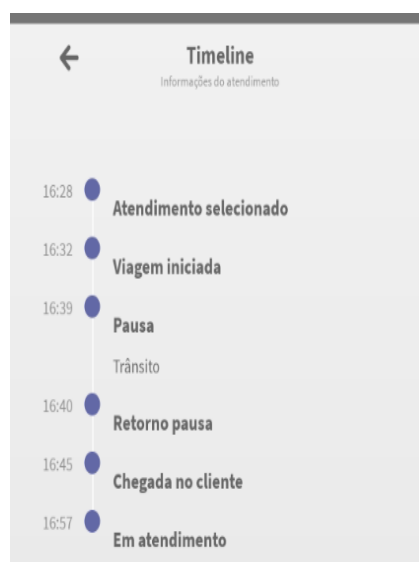 Timeline
Informações do atendimento
16:28
Atendimento selecionado
16:32
Viagem iniciada
16:39
Pausa
Trânsito
16:40
Retorno pausa
16:45
Chegada no cliente
16:57
Em atendimento